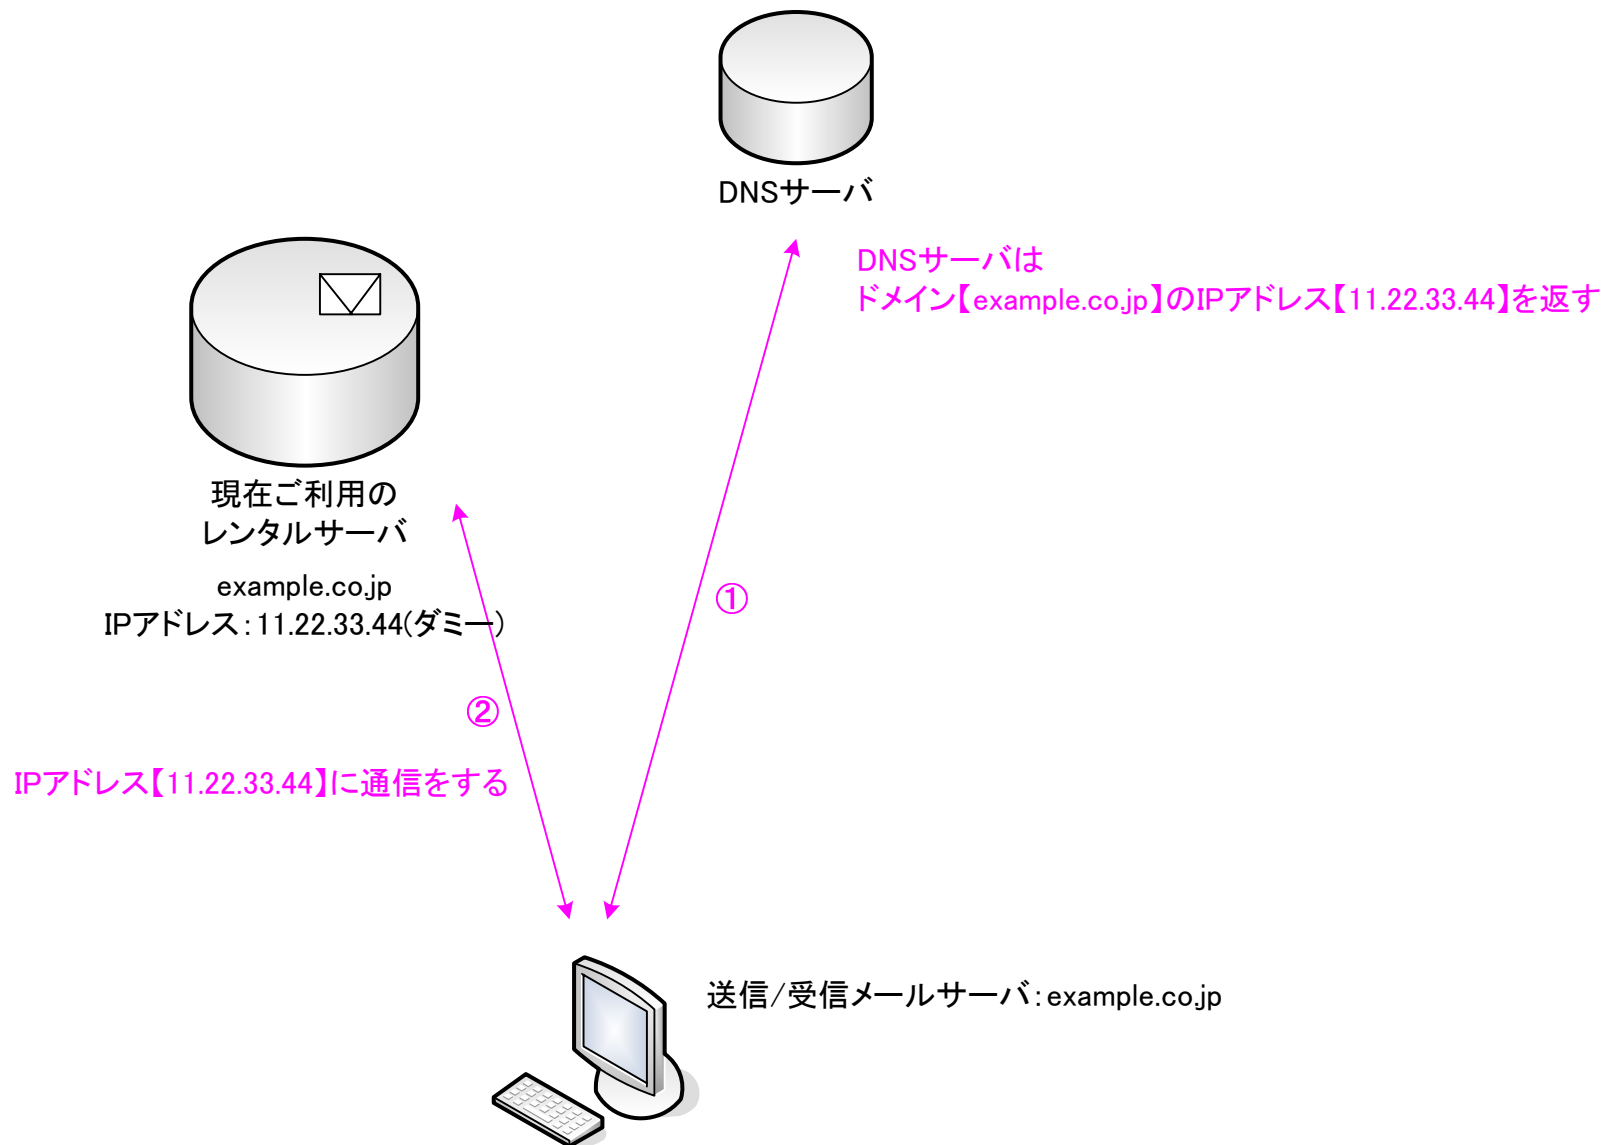 DNSサーバ
DNSサーバは
ドメイン【example.co.jp】のIPアドレス【11.22.33.44】を返す
現在ご利用の
レンタルサーバ
example.co.jp
IPアドレス：11.22.33.44(ダミー)
①
②
IPアドレス【11.22.33.44】に通信をする
送信/受信メールサーバ：example.co.jp